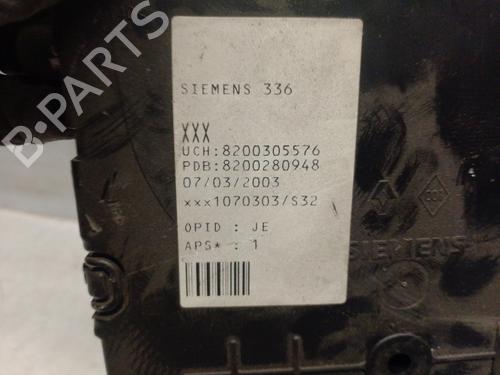 SIEMENS 336
XXX
UCH:8200305576
PDB:8200280948
07/03/2003
xxx1070303/S32
OPID : JE
APS* : 1
SIEMENS
B-PARTS